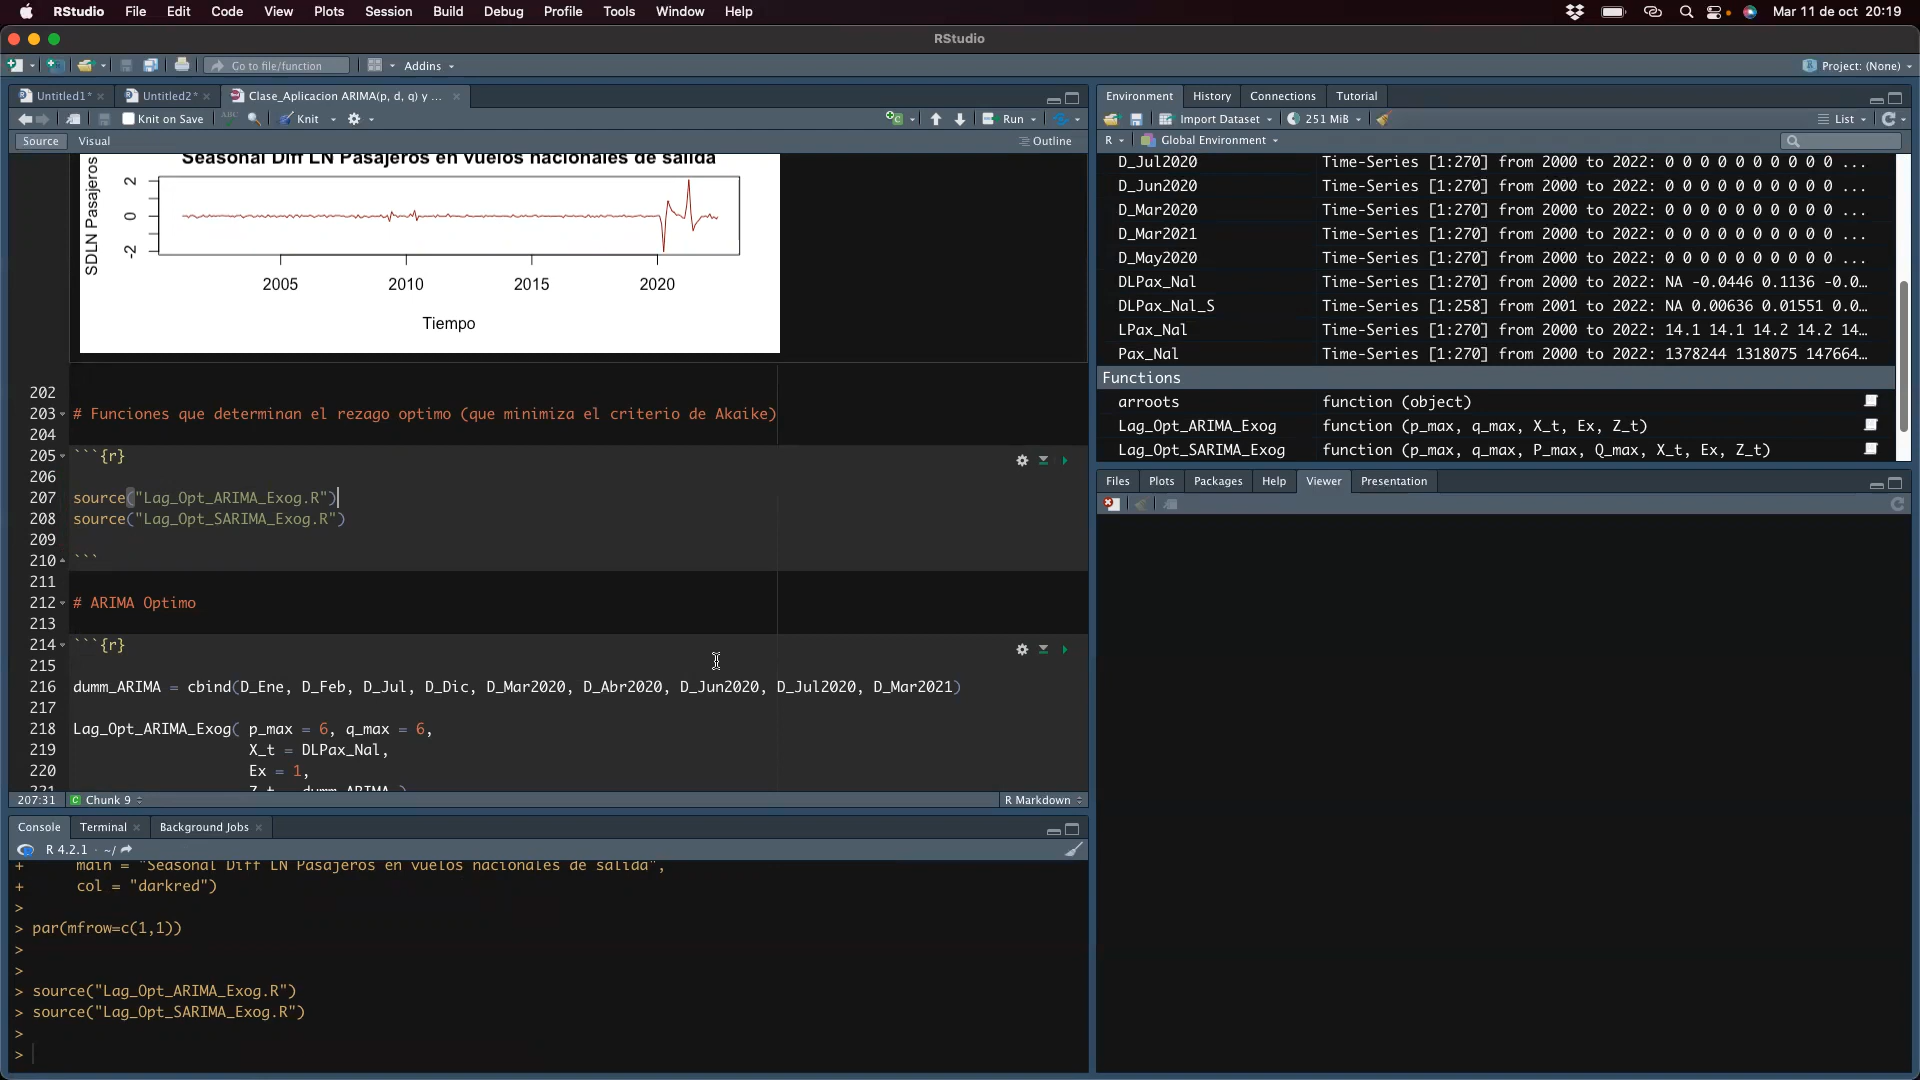 RStudio File Edit Code View Plots Session Build Debug Profile Tools Window Help Mar 11 de oct 20:19
RStudio
Go to file/function Addins Project: (None)
Untitled1* Untitled2* Clase_Aplicacion ARIMA(p, d, q) y ...
ABC Knit on Save Knit Run
Source Visual Outline
Seasonal Diff LN Pasajeros en vuelos nacionales de salida
SDLN Pasajeros
2
0
-2
2005 2010 2015 2020
Tiempo
202
203 # Funciones que determinan el rezago optimo (que minimiza el criterio de Akaike)
204
205 ```{r}
206
207 source("Lag_Opt_ARIMA_Exog.R")
208 source("Lag_Opt_SARIMA_Exog.R")
209
210 ```
211
212 # ARIMA Optimo
213
214 ```{r}
215
216 dumm_ARIMA = cbind(D_Ene, D_Feb, D_Jul, D_Dic, D_Mar2020, D_Abr2020, D_Jun2020, D_Jul2020, D_Mar2021)
217
218 Lag_Opt_ARIMA_Exog( p_max = 6, q_max = 6,
219 X_t = DLPax_Nal,
220 Ex = 1,
221 Z_t = dumm_ARIMA )
207:31 Chunk 9 R Markdown
Console Terminal Background Jobs
R 4.2.1 · ~/
+ main = "Seasonal Diff LN Pasajeros en vuelos nacionales de salida",
+ col = "darkred")
>
> par(mfrow=c(1,1))
>
>
> source("Lag_Opt_ARIMA_Exog.R")
> source("Lag_Opt_SARIMA_Exog.R")
>
>
Environment History Connections Tutorial
Import Dataset 251 MiB List
R Global Environment
D_Jul2020 Time-Series [1:270] from 2000 to 2022: 0 0 0 0 0 0 0 0 0 ...
D_Jun2020 Time-Series [1:270] from 2000 to 2022: 0 0 0 0 0 0 0 0 0 ...
D_Mar2020 Time-Series [1:270] from 2000 to 2022: 0 0 0 0 0 0 0 0 0 ...
D_Mar2021 Time-Series [1:270] from 2000 to 2022: 0 0 0 0 0 0 0 0 0 ...
D_May2020 Time-Series [1:270] from 2000 to 2022: 0 0 0 0 0 0 0 0 0 ...
DLPax_Nal Time-Series [1:270] from 2000 to 2022: NA -0.0446 0.1136 -0.0…
DLPax_Nal_S Time-Series [1:258] from 2001 to 2022: NA 0.00636 0.01551 0.0…
LPax_Nal Time-Series [1:270] from 2000 to 2022: 14.1 14.1 14.2 14.2 14…
Pax_Nal Time-Series [1:270] from 2000 to 2022: 1378244 1318075 147664…
Functions
arroots function (object)
Lag_Opt_ARIMA_Exog function (p_max, q_max, X_t, Ex, Z_t)
Lag_Opt_SARIMA_Exog function (p_max, q_max, P_max, Q_max, X_t, Ex, Z_t)
Files Plots Packages Help Viewer Presentation